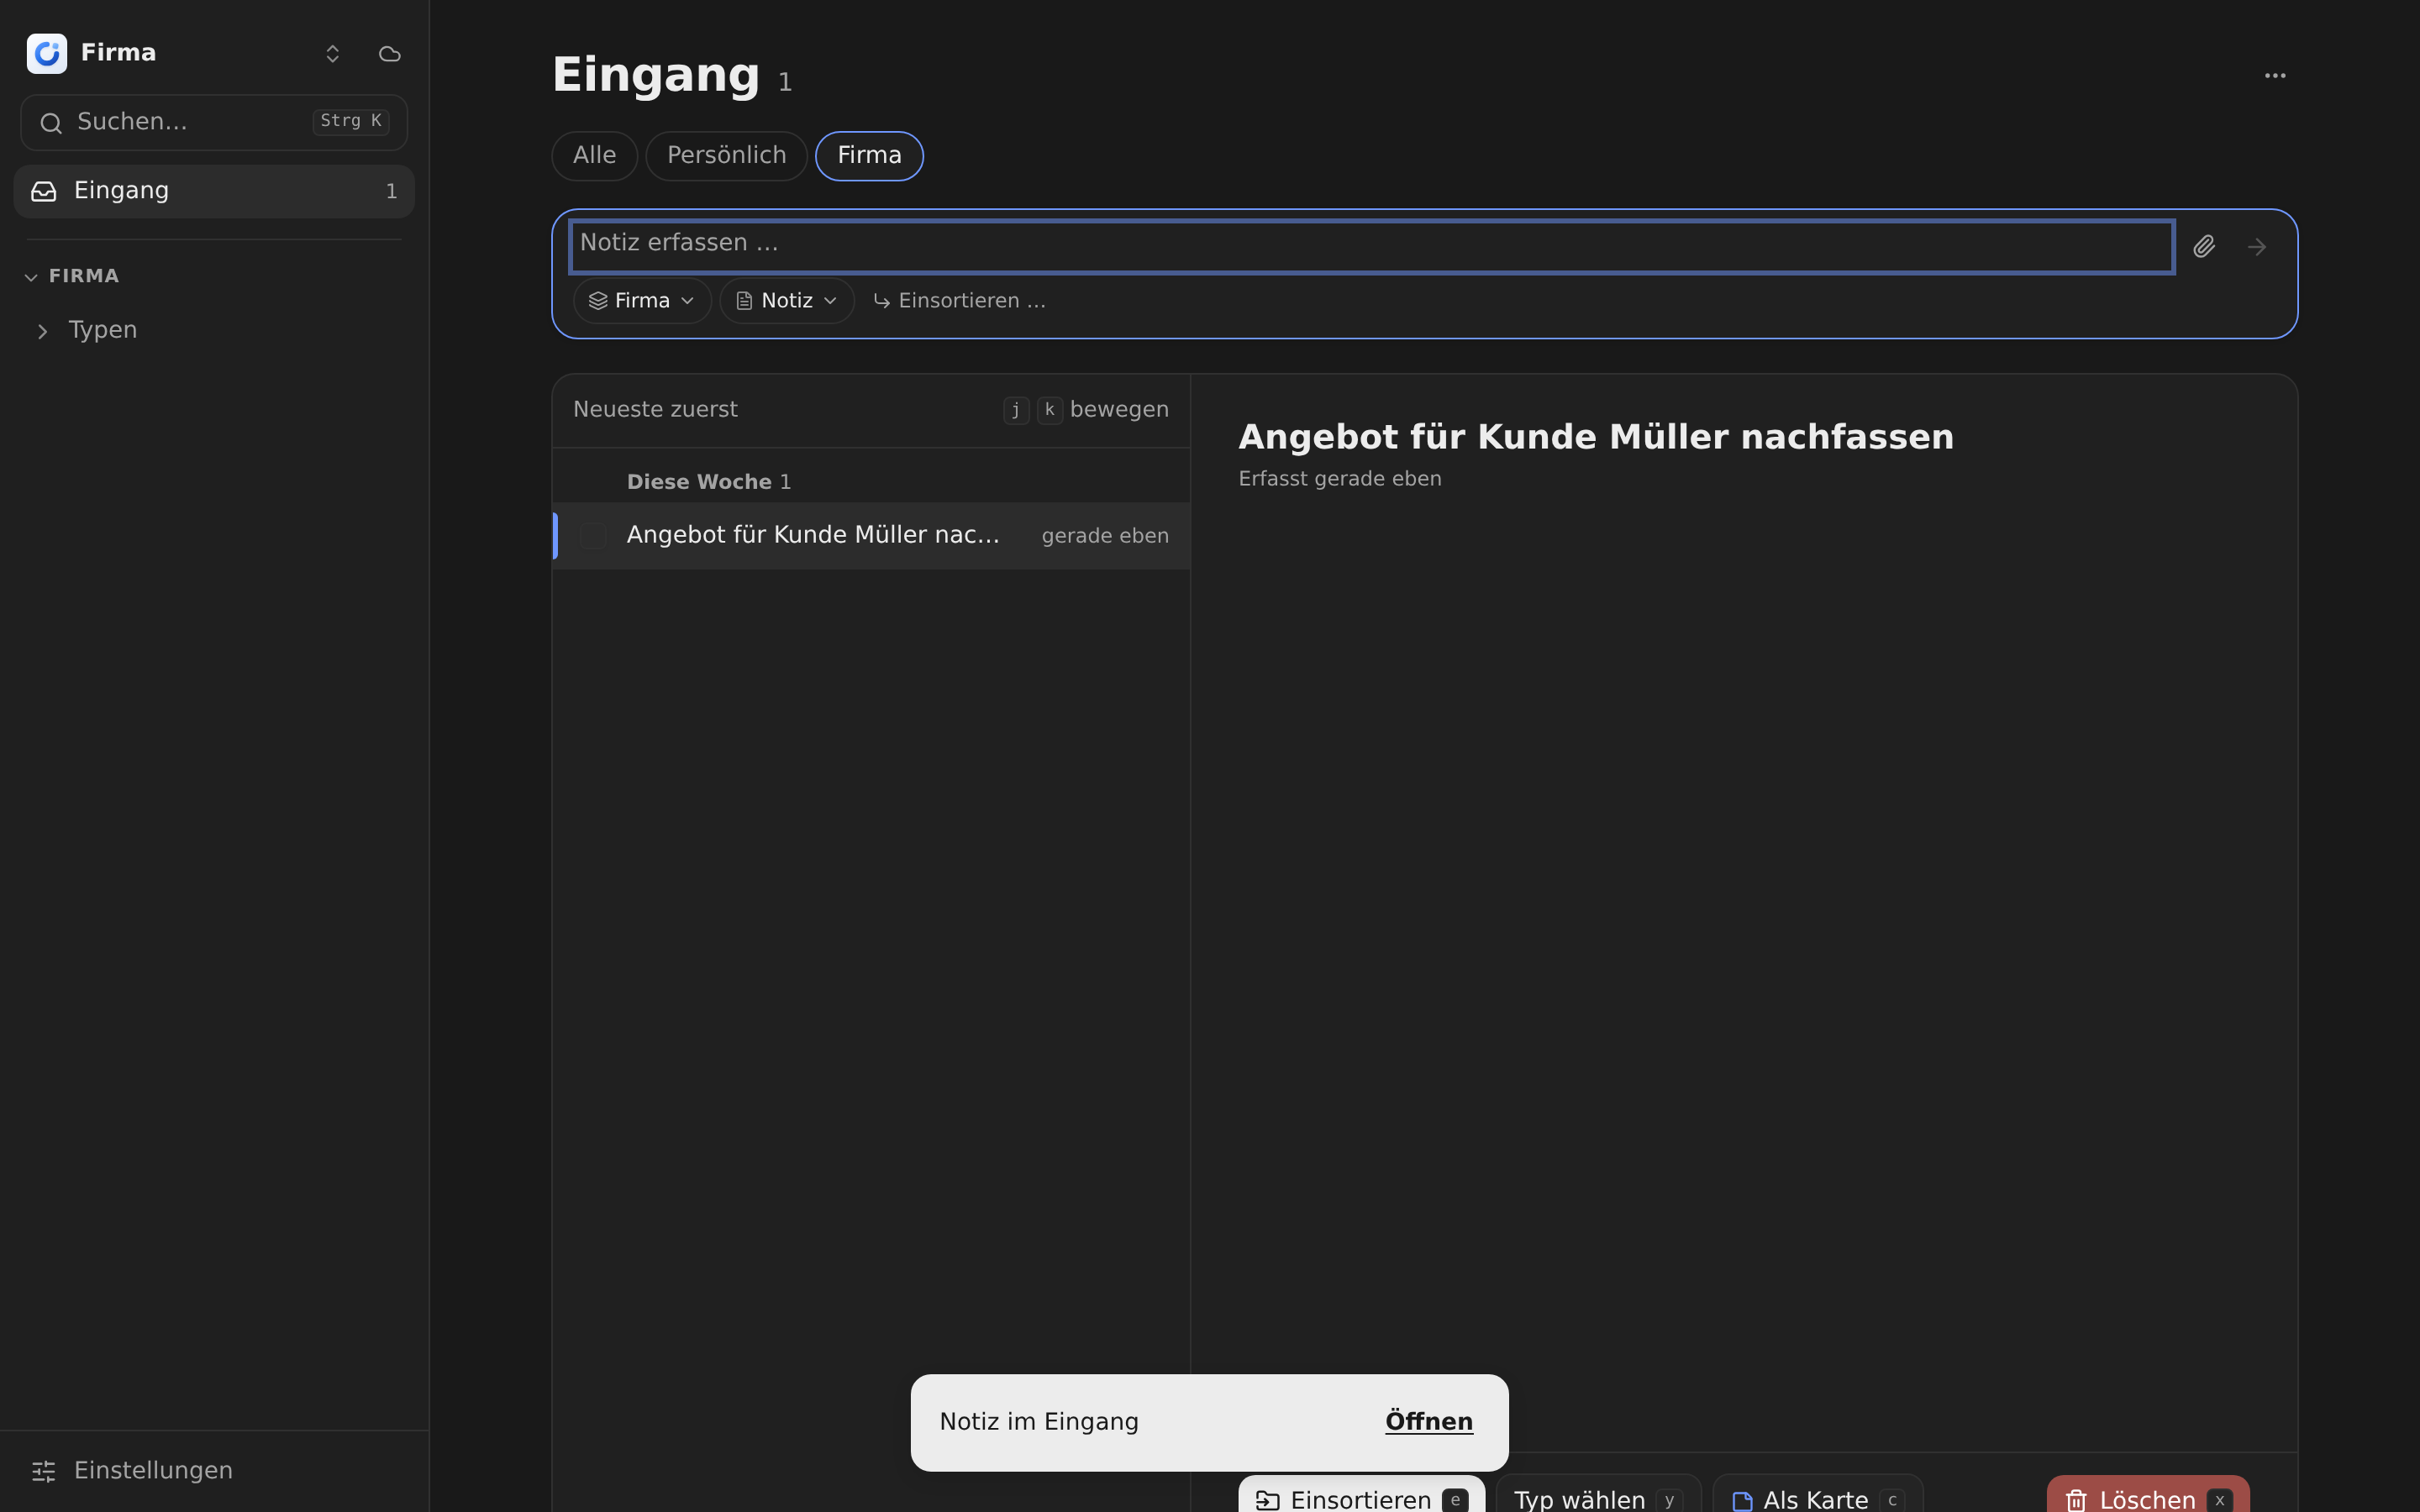 Firma
Suchen... Strg K
Eingang 1
FIRMA
Typen
Einstellungen
Eingang 1
Alle Persönlich Firma
Notiz erfassen …
Firma Notiz Einsortieren …
Neueste zuerst j k bewegen
Diese Woche 1
Angebot für Kunde Müller nac... gerade eben
Angebot für Kunde Müller nachfassen
Erfasst gerade eben
Notiz im Eingang Öffnen
Einsortieren e Typ wählen y Als Karte c Löschen x